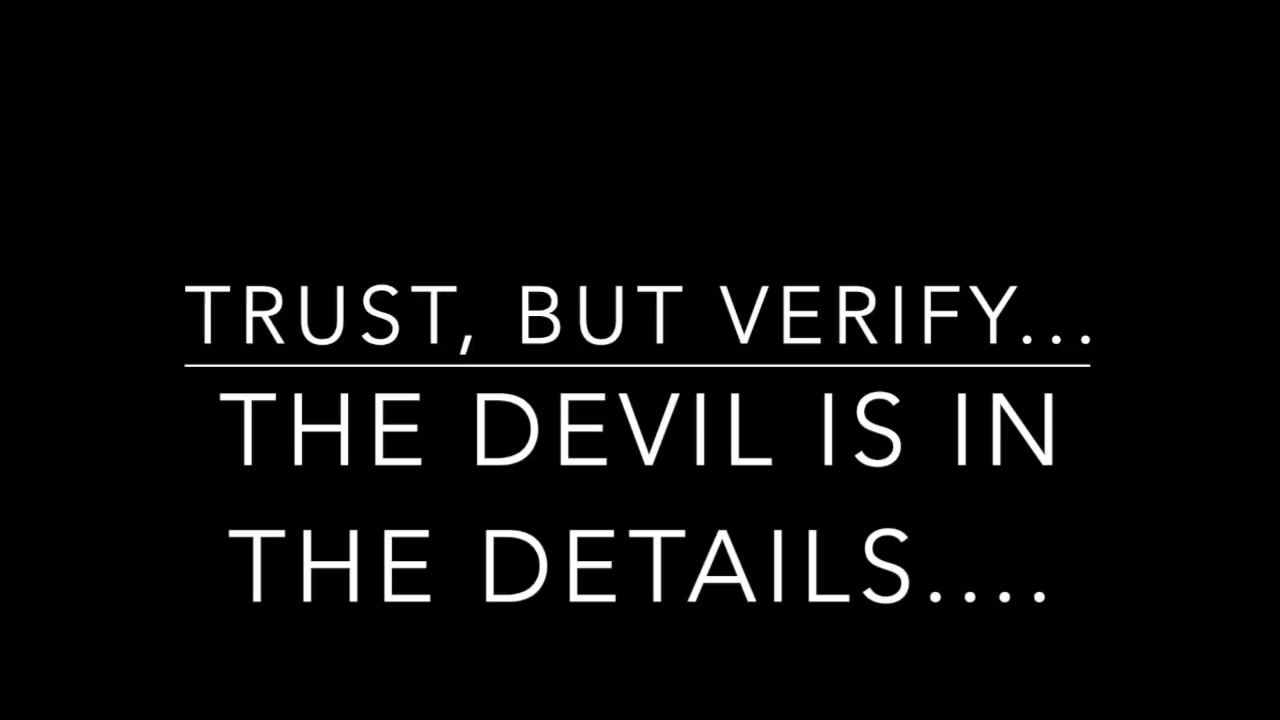 TRUST, BUT VERIFY...
THE DEVIL IS IN
THE DETAILS....